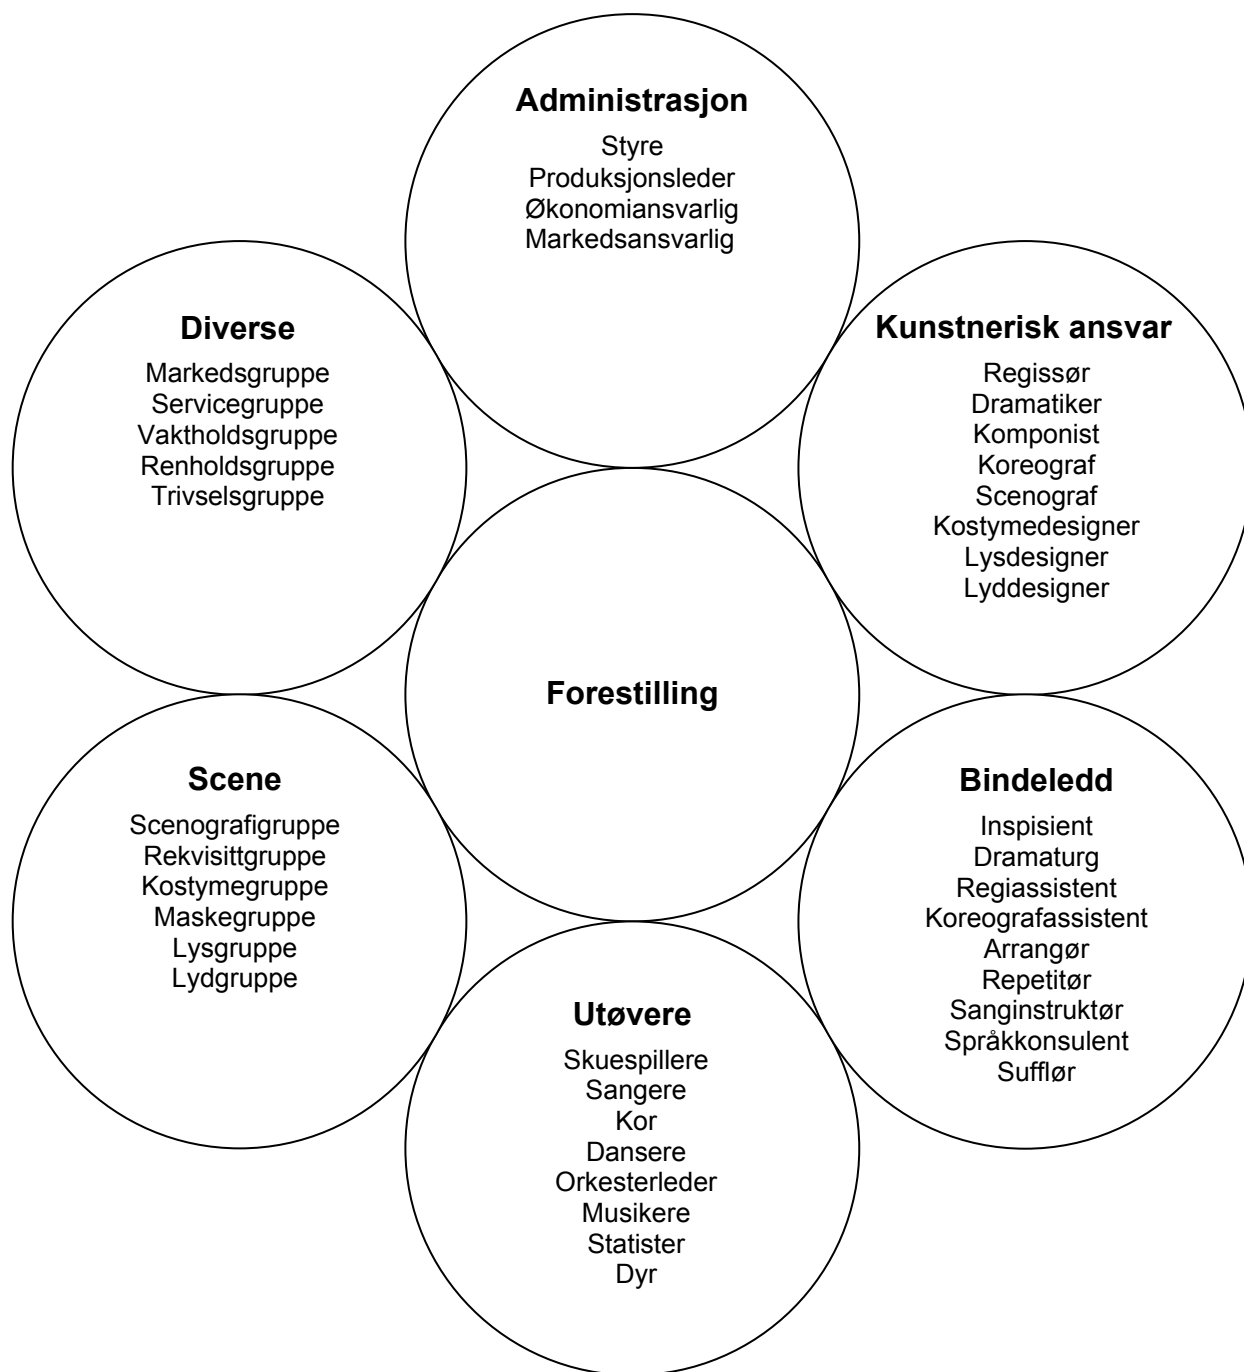 Administrasjon
Styre
Produksjonsleder
Økonomiansvarlig
Markedsansvarlig
Diverse
Markedsgruppe
Servicegruppe
Vaktholdsgruppe
Renholdsgruppe
Trivselsgruppe
Kunstnerisk ansvar
Regissør
Dramatiker
Komponist
Koreograf
Scenograf
Kostymedesigner
Lysdesigner
Lyddesigner
Forestilling
Scene
Scenografigruppe
Rekvisittgruppe
Kostymegruppe
Maskegruppe
Lysgruppe
Lydgruppe
Bindeledd
Inspisient
Dramaturg
Regiassistent
Koreografassistent
Arrangør
Repetitør
Sanginstruktør
Språkkonsulent
Sufflør
Utøvere
Skuespillere
Sangere
Kor
Dansere
Orkesterleder
Musikere
Statister
Dyr